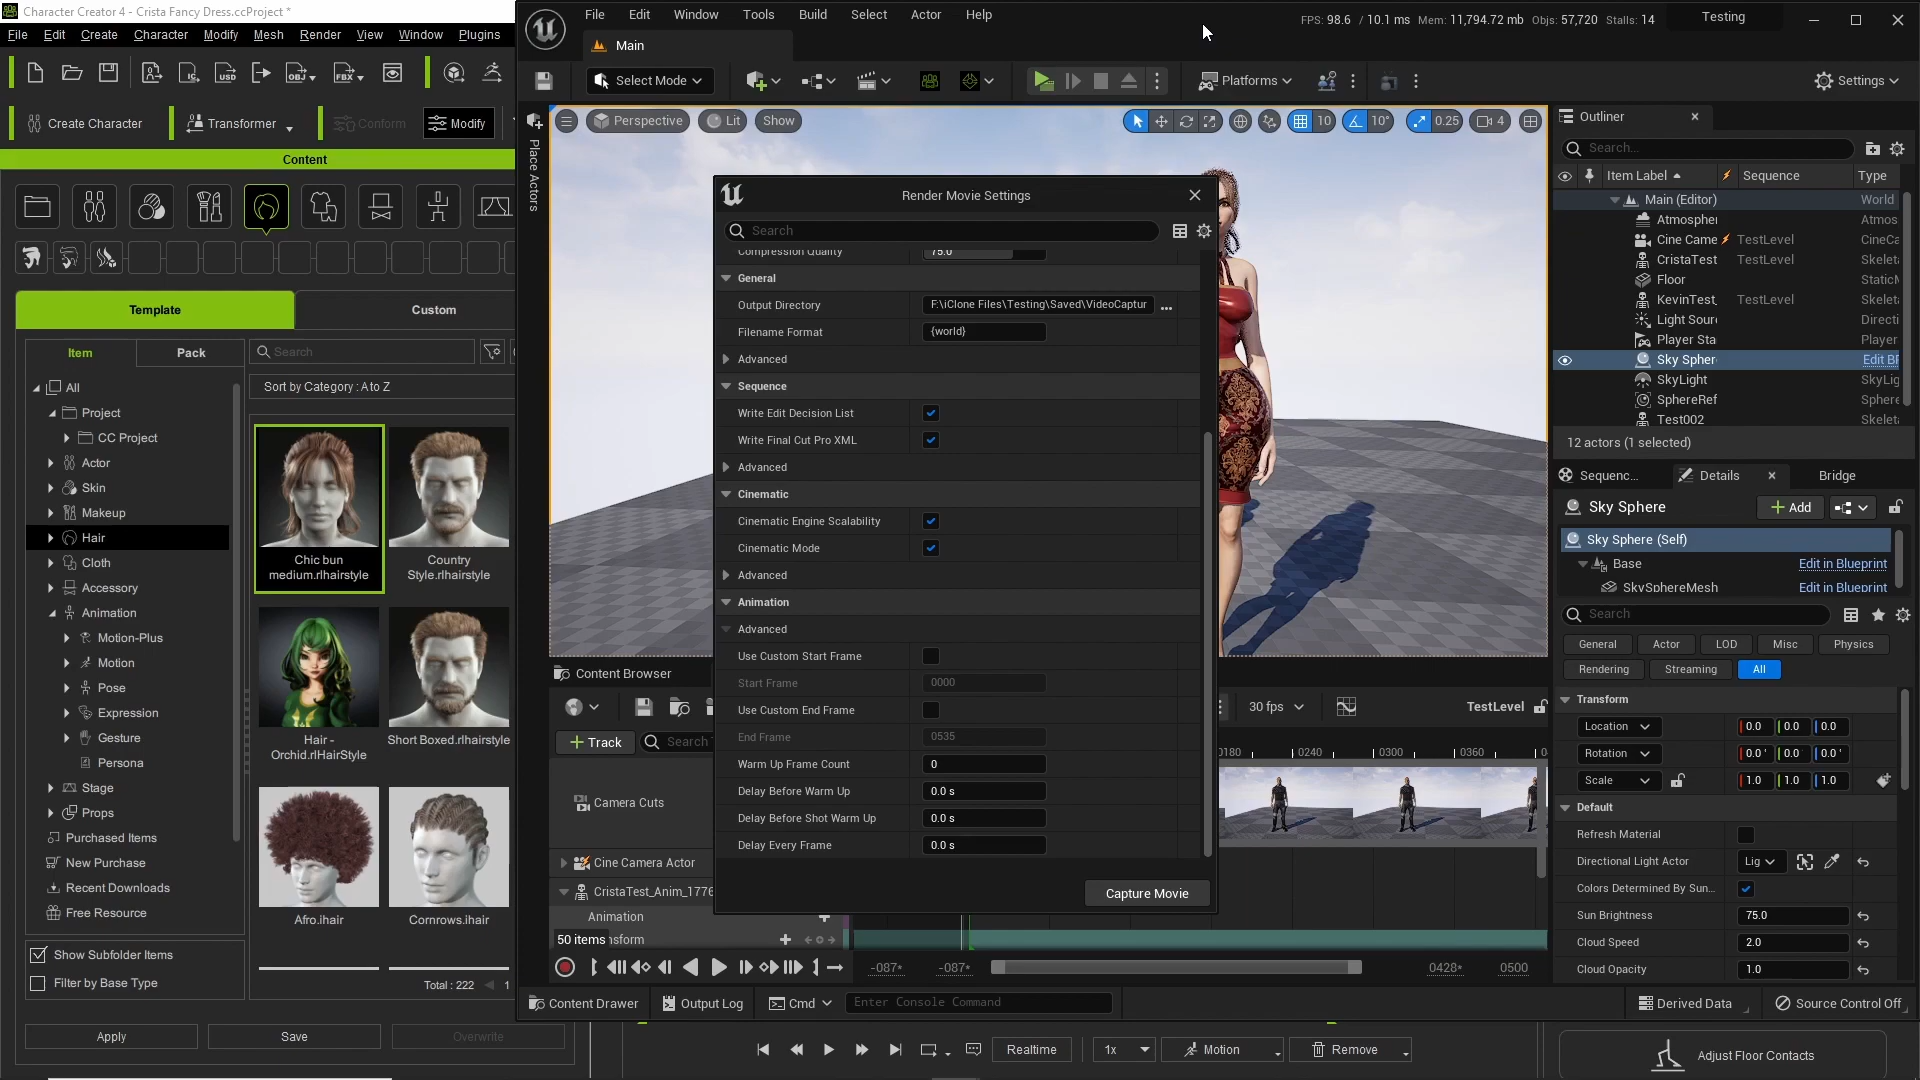 Character Creator 4 - Crista Fancy Dress.ccProject *
File Edit Create Character Modify Mesh Render View Window Plugins
Create Character Transformer Conform Modify
Content
Template Custom
Item Pack Search
Sort by Category : A to Z
All
Project
CC Project
Actor
Skin
Makeup
Hair
Cloth
Accessory
Animation
Motion-Plus
Motion
Pose
Expression
Gesture
Persona
Stage
Props
Purchased Items
New Purchase
Recent Downloads
Free Resource
Show Subfolder Items
Filter by Base Type
Chic bun
medium.rlhairstyle
Country
Style.rlhairstyle
Hair -
Orchid.rlHairStyle
Short Boxed.rlhairstyle
Afro.ihair
Cornrows.ihair
Total : 222 1
Apply Save Overwrite
File Edit Window Tools Build Select Actor Help
FPS: 98.6 / 10.1 ms Mem: 11,794.72 mb Objs: 57,720 Stalls: 14
Testing
Main
Select Mode
Platforms
Settings
Place Actors
Perspective Lit Show
10 10° 0.25 4
Render Movie Settings
Search
Compression Quality 75.0
General
Output Directory F:\iClone Files\Testing\Saved\VideoCaptur ...
Filename Format {world}
Advanced
Sequence
Write Edit Decision List
Write Final Cut Pro XML
Advanced
Cinematic
Cinematic Engine Scalability
Cinematic Mode
Advanced
Animation
Advanced
Use Custom Start Frame
Start Frame 0000
Use Custom End Frame
End Frame 0535
Warm Up Frame Count 0
Delay Before Warm Up 0.0 s
Delay Before Shot Warm Up 0.0 s
Delay Every Frame 0.0 s
Capture Movie
Content Browser
30 fps
TestLevel
Track Search
0180 0240 0300 0360
Camera Cuts
Cine Camera Actor
CristaTest_Anim_1776
Animation
50 items
-087* -087* 0428* 0500
Content Drawer Output Log Cmd Enter Console Command
Derived Data Source Control Off
Realtime 1x Motion Remove
Adjust Floor Contacts
Outliner
Search...
Item Label Sequence Type
Main (Editor) World
Atmospher Atmos
Cine Came TestLevel CineCa
CristaTest TestLevel Skeleta
Floor StaticM
KevinTest_ TestLevel Skeleta
Light Sourc Directi
Player Sta Player
Sky Spher Edit BP
SkyLight SkyLig
SphereRef Sphere
Test002 Skelet
12 actors (1 selected)
Sequenc... Details Bridge
Sky Sphere
Add
Sky Sphere (Self)
Base Edit in Blueprint
SkySphereMesh Edit in Blueprint
Search
General Actor LOD Misc Physics
Rendering Streaming All
Transform
Location 0.0 0.0 0.0
Rotation 0.0 ° 0.0 ° 0.0 °
Scale 1.0 1.0 1.0
Default
Refresh Material
Directional Light Actor Lig
Colors Determined By Sun...
Sun Brightness 75.0
Cloud Speed 2.0
Cloud Opacity 1.0